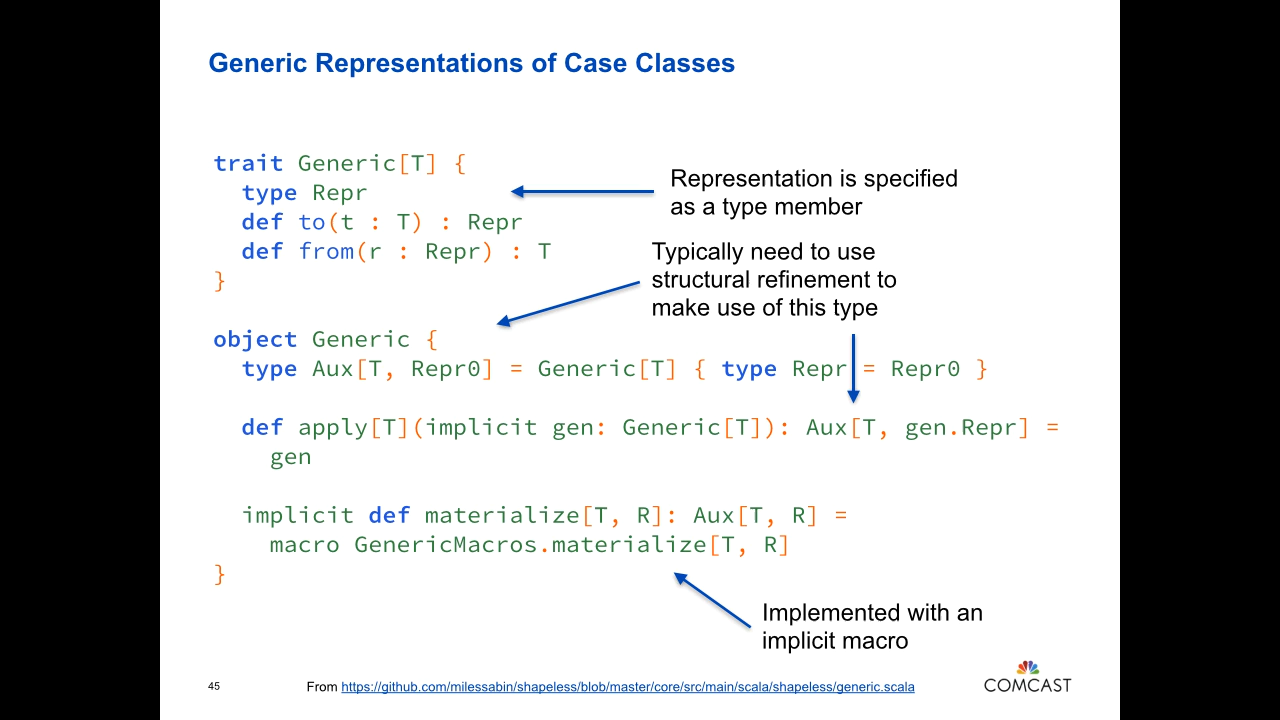 Generic Representations of Case Classes
trait Generic[T] {
  type Repr
  def to(t : T) : Repr
  def from(r : Repr) : T
}
Representation is specified
as a type member
Typically need to use
structural refinement to
make use of this type
object Generic {
  type Aux[T, Repr0] = Generic[T] { type Repr = Repr0 }
  def apply[T](implicit gen: Generic[T]): Aux[T, gen.Repr] =
    gen
  implicit def materialize[T, R]: Aux[T, R] =
    macro GenericMacros.materialize[T, R]
}
Implemented with an
implicit macro
45
From https://github.com/milessabin/shapeless/blob/master/core/src/main/scala/shapeless/generic.scala
COMCAST